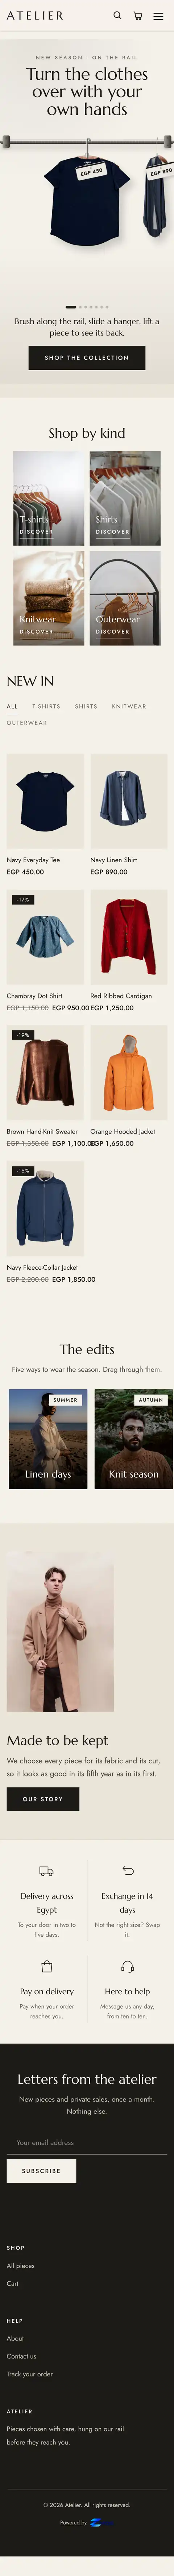 ATELIER
NEW SEASON · ON THE RAIL
Turn the clothes
over with your
own hands
EGP 450
EGP 890
Brush along the rail, slide a hanger, lift a
piece to see its back.
SHOP THE COLLECTION
Shop by kind
T-shirts
DISCOVER
Shirts
DISCOVER
Knitwear
DISCOVER
Outerwear
DISCOVER
NEW IN
ALL T-SHIRTS SHIRTS KNITWEAR
OUTERWEAR
Navy Everyday Tee
EGP 450.00
Navy Linen Shirt
EGP 890.00
-17%
Chambray Dot Shirt
EGP 1,150.00 EGP 950.00
Red Ribbed Cardigan
EGP 1,250.00
-19%
Brown Hand-Knit Sweater
EGP 1,350.00 EGP 1,100.00
Orange Hooded Jacket
EGP 1,650.00
-16%
Navy Fleece-Collar Jacket
EGP 2,200.00 EGP 1,850.00
The edits
Five ways to wear the season. Drag through them.
SUMMER
Linen days
AUTUMN
Knit season
Made to be kept
We choose every piece for its fabric and its cut,
so it looks as good in its fifth year as in its first.
OUR STORY
Delivery across
Egypt
To your door in two to
five days.
Exchange in 14
days
Not the right size? Swap
it.
Pay on delivery
Pay when your order
reaches you.
Here to help
Message us any day,
from ten to ten.
Letters from the atelier
New pieces and private sales, once a month.
Nothing else.
Your email address
SUBSCRIBE
SHOP
All pieces
Cart
HELP
About
Contact us
Track your order
ATELIER
Pieces chosen with care, hung on our rail
before they reach you.
© 2026 Atelier. All rights reserved.
Powered by